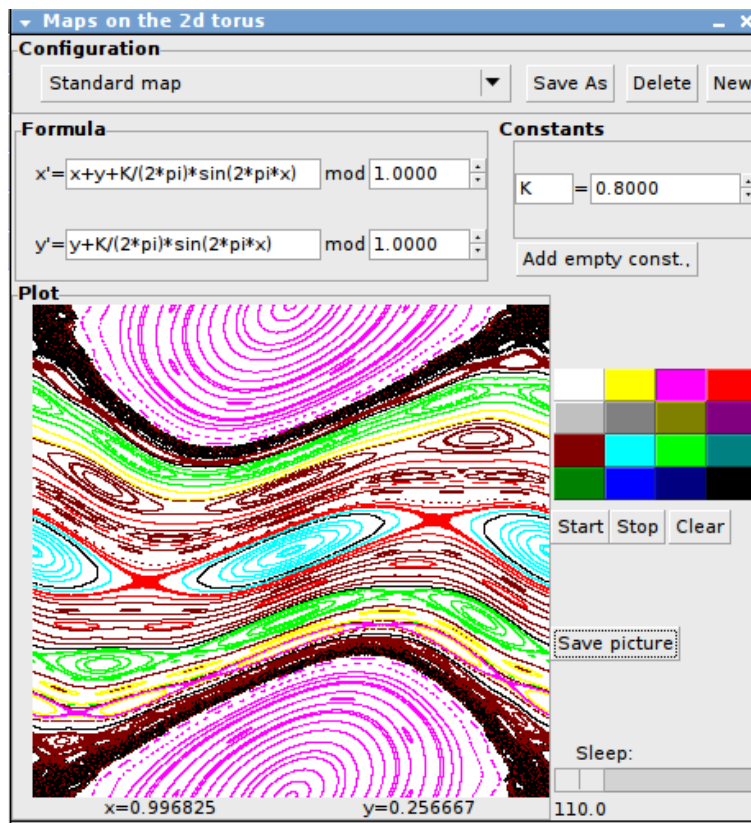 Maps on the 2d torus
Configuration
Standard map
Save As
Delete
New
Formula
Constants
x'= x+y+K/(2*pi)*sin(2*pi*x) mod 1.0000
K = 0.8000
y'= y+K/(2*pi)*sin(2*pi*x) mod 1.0000
Add empty const.,
Plot
Start Stop Clear
Save picture
Sleep:
x=0.996825 y=0.256667
110.0